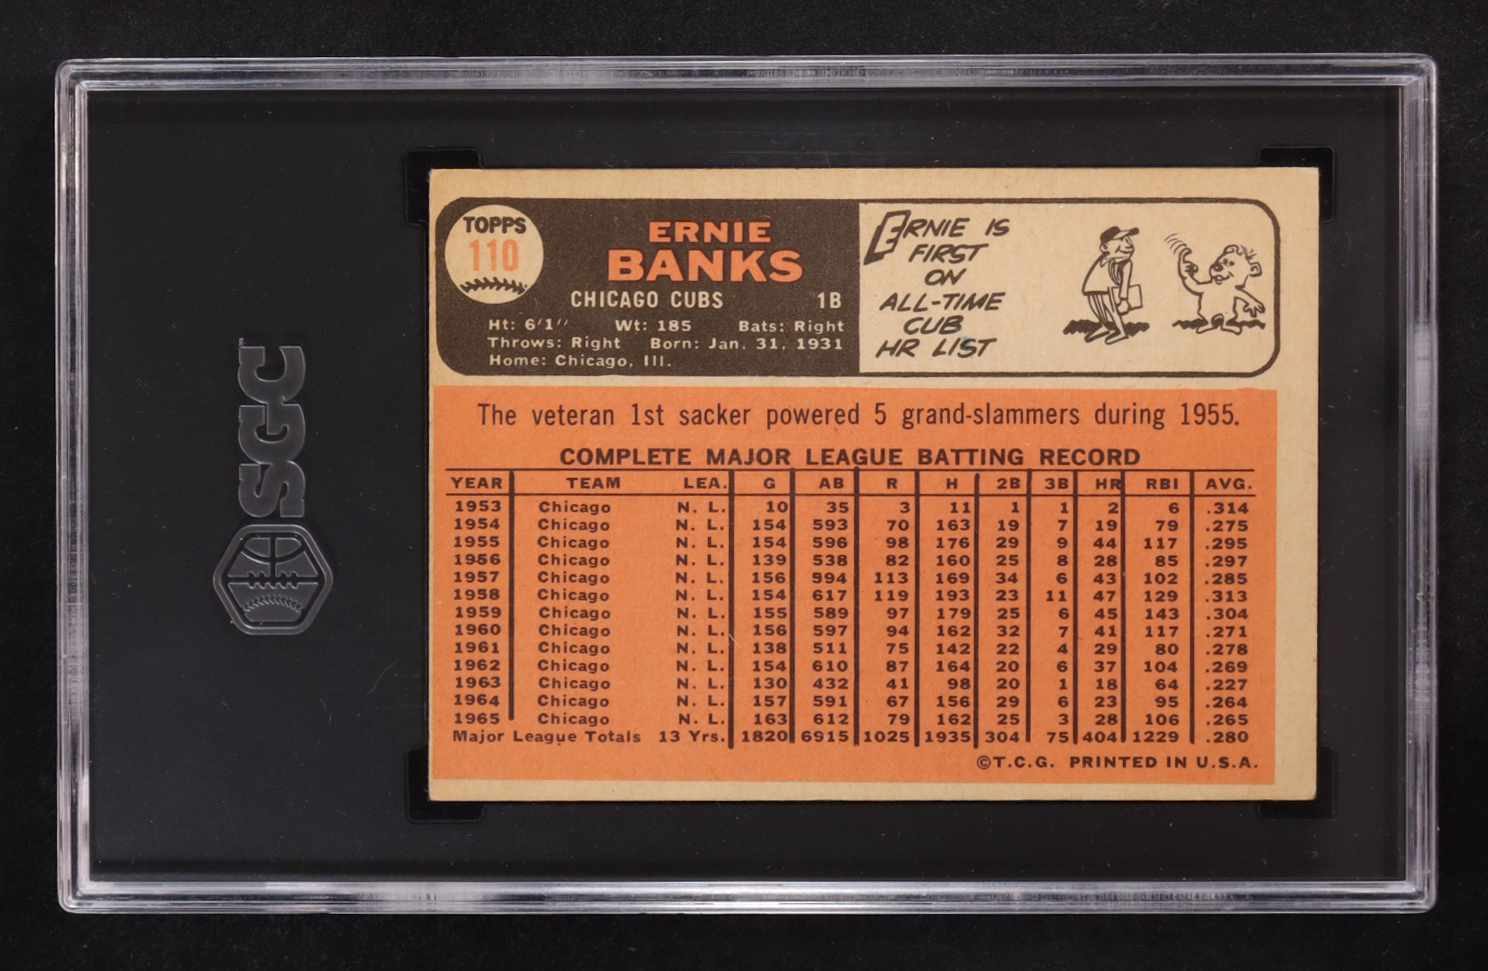 SGC
TOPPS
110
ERNIE
BANKS
CHICAGO CUBS 1B
Ht: 6'1" Wt: 185 Bats: Right
Throws: Right Born: Jan. 31, 1931
Home: Chicago, Ill.
ERNIE IS
FIRST
ON
ALL-TIME
CUB
HR LIST
The veteran 1st sacker powered 5 grand-slammers during 1955.
COMPLETE MAJOR LEAGUE BATTING RECORD
YEAR TEAM LEA. G AB R H 2B 3B HR RBI AVG.
1953 Chicago N. L. 10 35 3 11 1 1 2 6 .314
1954 Chicago N. L. 154 593 70 163 19 7 19 79 .275
1955 Chicago N. L. 154 596 98 176 29 9 44 117 .295
1956 Chicago N. L. 139 538 82 160 25 8 28 85 .297
1957 Chicago N. L. 156 594 113 169 34 6 43 102 .285
1958 Chicago N. L. 154 617 119 193 23 11 47 129 .313
1959 Chicago N. L. 155 589 97 179 25 6 45 143 .304
1960 Chicago N. L. 156 597 94 162 32 7 41 117 .271
1961 Chicago N. L. 138 511 75 142 22 4 29 80 .278
1962 Chicago N. L. 154 610 87 164 20 6 37 104 .269
1963 Chicago N. L. 130 432 41 98 20 1 18 64 .227
1964 Chicago N. L. 157 591 67 156 29 6 23 95 .264
1965 Chicago N. L. 163 612 79 162 25 3 28 106 .265
Major League Totals 13 Yrs. 1820 6915 1025 1935 304 75 404 1229 .280
©T.C.G. PRINTED IN U.S.A.